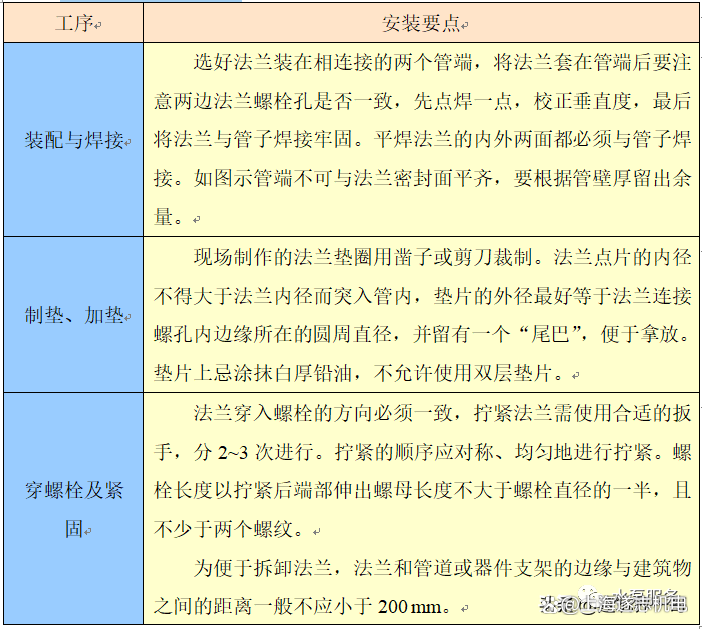 工序
安装要点
装配与焊接
选好法兰装在相连接的两个管端，将法兰套在管端后要注
意两边法兰螺栓孔是否一致，先点焊一点，校正垂直度，最后
将法兰与管子焊接牢固。平焊法兰的内外两面都必须与管子焊
接。如图示管端不可与法兰密封面平齐，要根据管壁厚留出余
量。
制垫、加垫
现场制作的法兰垫圈用凿子或剪刀裁制。法兰点片的内径
不得大于法兰内径而突入管内，垫片的外径最好等于法兰连接
螺孔内边缘所在的圆周直径，并留有一个“尾巴”，便于拿放。
垫片上忌涂抹白厚铅油，不允许使用双层垫片。
穿螺栓及紧
固
法兰穿入螺栓的方向必须一致，拧紧法兰需使用合适的扳
手，分 2~3 次进行。拧紧的顺序应对称、均匀地进行拧紧。螺
栓长度以拧紧后端部伸出螺母长度不大于螺栓直径的一半，且
不少于两个螺纹。
为便于拆卸法兰，法兰和管道或器件支架的边缘与建筑物
之间的距离一般不应小于 200 mm。